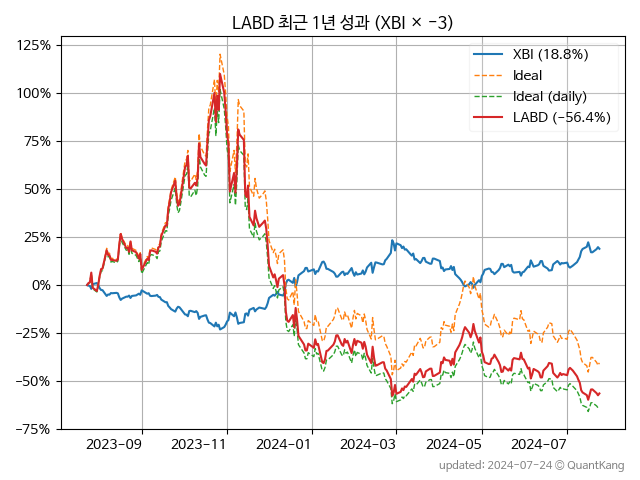 LABD 최근 1년 성과 (XBI × −3)
125%
100%
75%
50%
25%
0%
−25%
−50%
−75%
XBI (18.8%)
Ideal
Ideal (daily)
LABD (−56.4%)
2023−09
2023−11
2024−01
2024−03
2024−05
2024−07
updated: 2024-07-24 © QuantKang